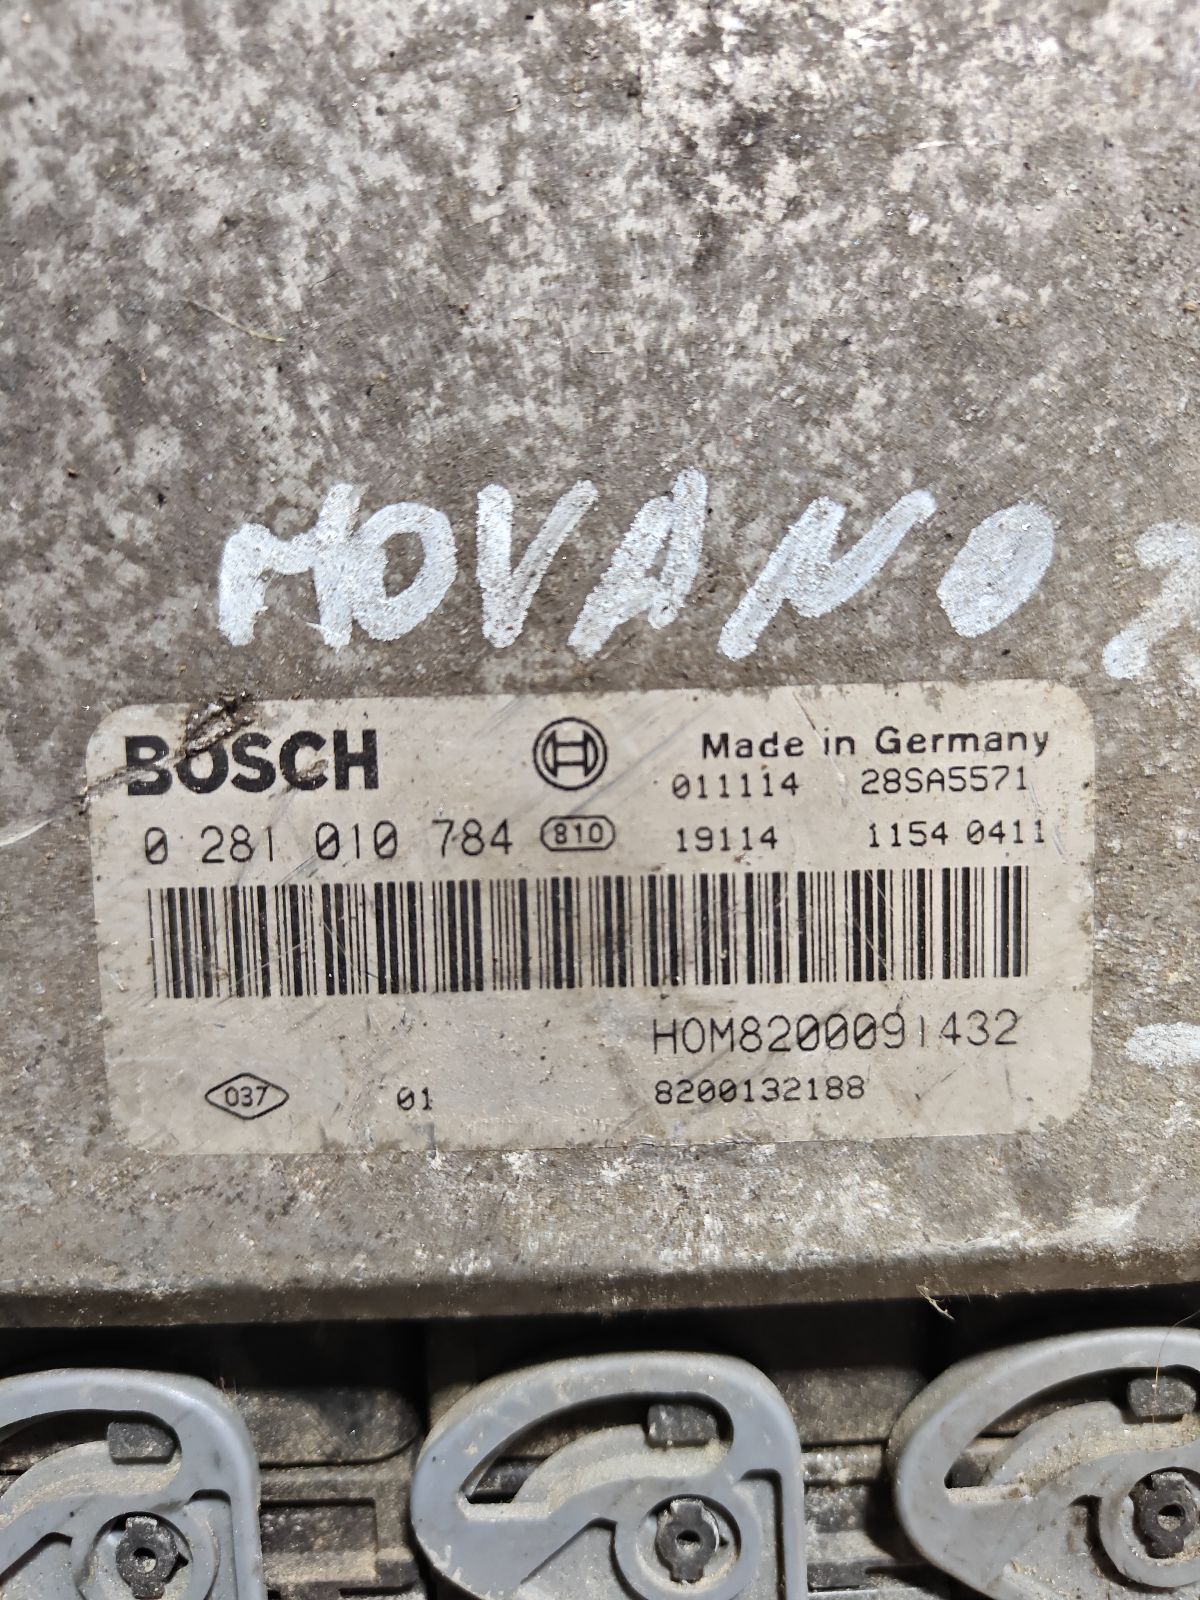 MOVANO
BOSCH
Made in Germany
011114 28SA5571
0 281 010 784 810 19114 1154 0411
HOM8200091432
037 01 8200132188